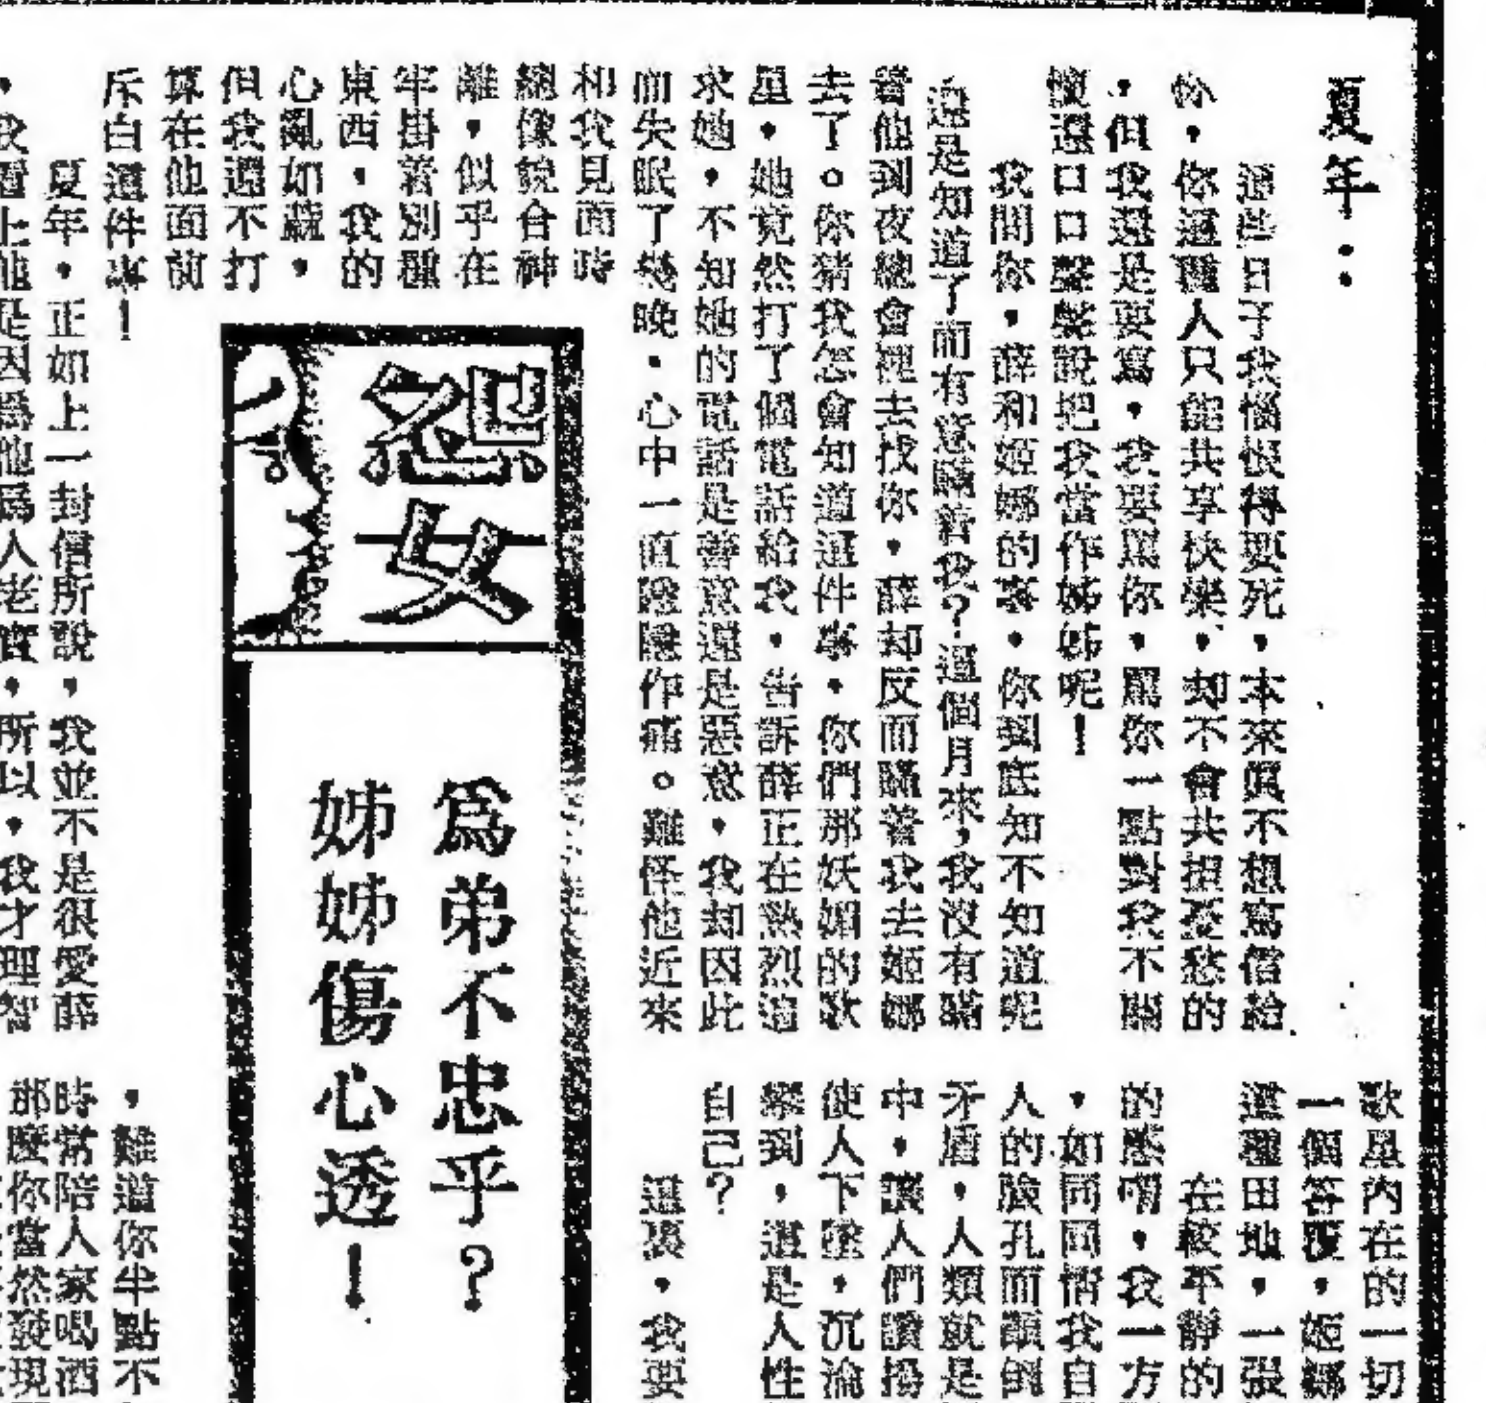 夏年：
這些日子我惱恨得要死，本來眞不想寫信給
你，你這種人只能共享快樂，却不會共担憂愁的
，但我還是要寫，我要罵你，罵你一點對我不關
懷還口口聲聲說把我當作姊姊呢！
我問你，薛和姬娜的事，你到底知不知道呢
還是知道了而有意瞞着我？這個月來，我沒有瞞
着他到夜總會裡去找你，薛却反而瞞着我去姬娜
去了。你猜我怎會知道這件事，你們那妖媚的歌
星，她竟然打了個電話給我，告訴薛正在熱烈追
求她，不知她的電話是善意還是惡意，我却因此
而失眠了幾晚，心中一直隱隱作痛。難怪他近來
和我見面時
總像貌合神
離，似乎在
牢掛着別種
東西，我的
心亂如蔴，
但我還不打
算在他面前
斥白這件事！
夏年，正如上一封信所說，我並不是很愛薛
，我看上他是因爲他爲人老實，所以，我才理智
怨女
爲弟不忠乎？
姊姊傷心透！
歌星內在的一切
一個答覆，姬娜
這種田地，一張
在較平靜的
的感嘲，我一方
，如同同情我自
人的臉孔而顚倒
矛盾，人類就是
中，讓人們讚揚
使人下墜，沉淪
樂到，這是人性
自己？
這裏，我要
，難道你半點不
時常陪人家喝酒
那麼你當然發現